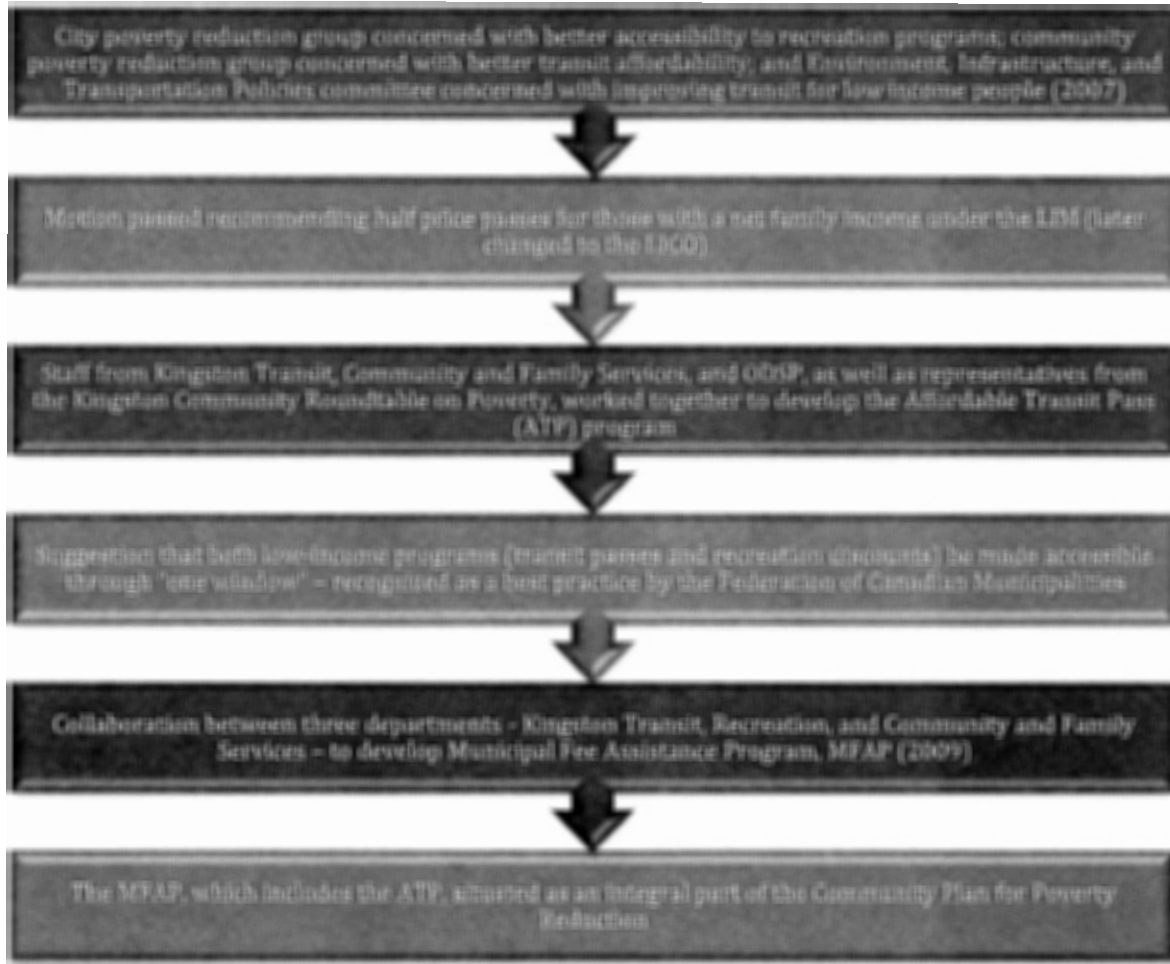 City poverty reduction group concerned with better accessibility to recreation programs; community
poverty reduction group concerned with better transit affordability; and Environment, Infrastructure, and
Transportation Policies committee concerned with improving transit for low income people (2007)
Motion passed recommending half price passes for those with a net family income under the LIM (later
changed to the LICO)
Staff from Kingston Transit, Community and Family Services, and ODSP, as well as representatives from
the Kingston Community Roundtable on Poverty, worked together to develop the Affordable Transit Pass
(ATP) program
Suggestion that both low-income programs (transit passes and recreation discounts) be made accessible
through "one window" – recognized as a best practice by the Federation of Canadian Municipalities
Collaboration between three departments - Kingston Transit, Recreation, and Community and Family
Services – to develop Municipal Fee Assistance Program, MFAP (2009)
The MFAP, which includes the ATP, situated as an integral part of the Community Plan for Poverty
Reduction